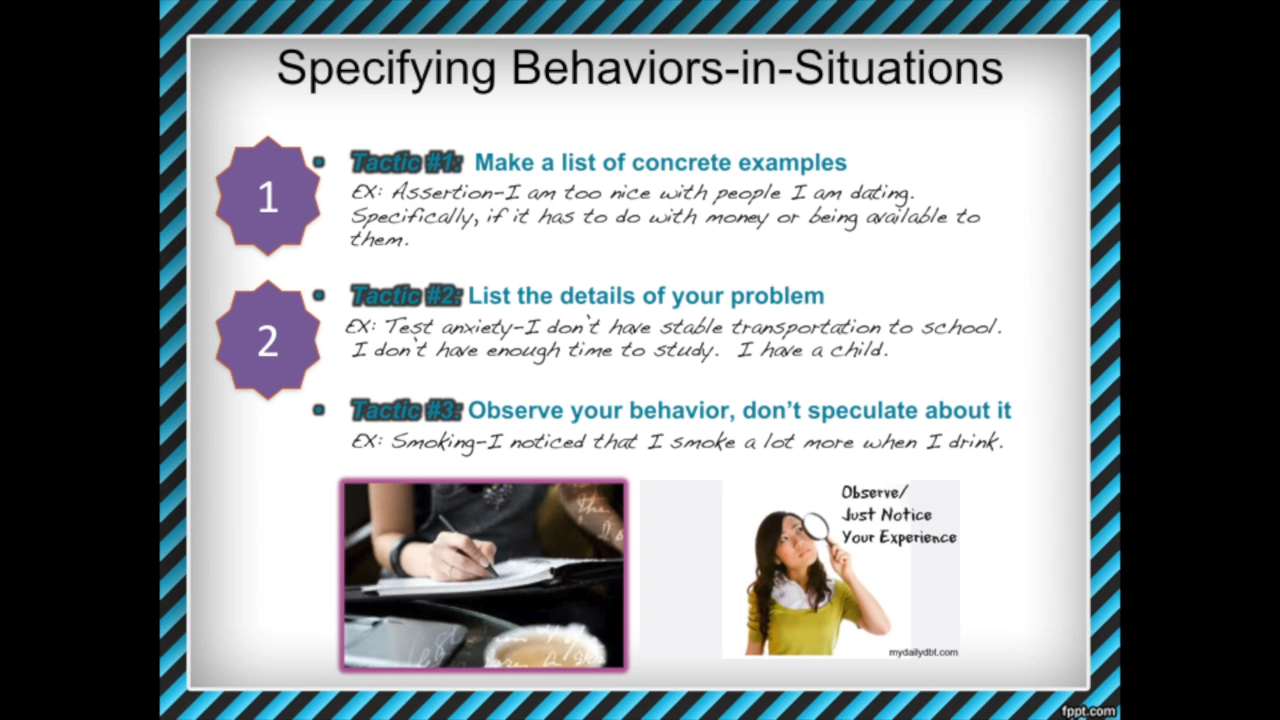 Specifying Behaviors-in-Situations
1
• Tactic #1: Make a list of concrete examples
EX: Assertion-I am too nice with people I am dating.
Specifically, if it has to do with money or being available to
them.
2
• Tactic #2: List the details of your problem
EX: Test anxiety-I don't have stable transportation to school.
I don't have enough time to study. I have a child.
• Tactic #3: Observe your behavior, don’t speculate about it
EX: Smoking-I noticed that I smoke a lot more when I drink.
the
Observe/
Just Notice
Your Experience
mydailydbt.com
fppt.com